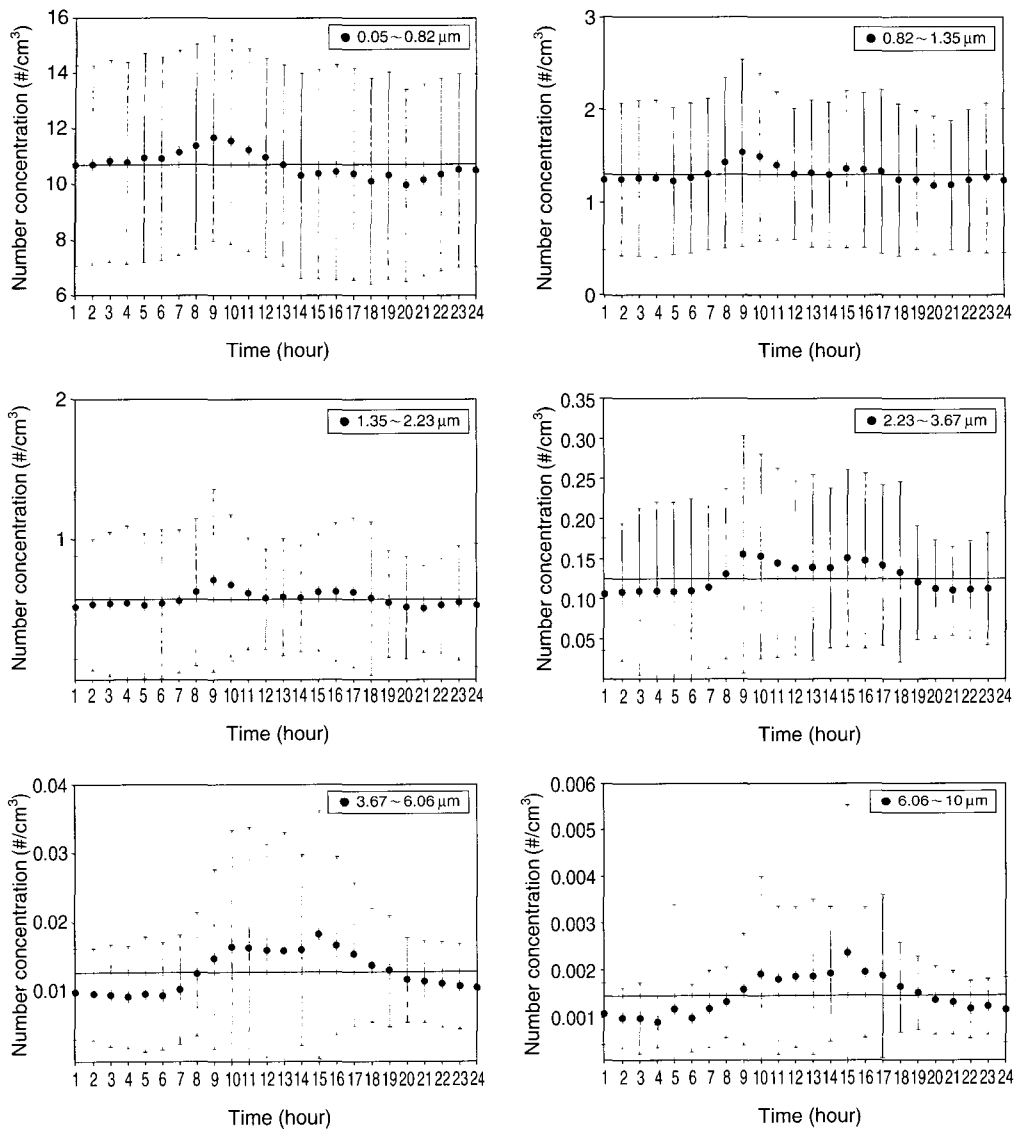 Number concentration (#/cm³)
16
14
12
10
8
6
● 0.05~0.82 μm
1 2 3 4 5 6 7 8 9 10 11 12 13 14 15 16 17 18 19 20 21 22 23 24
Time (hour)
Number concentration (#/cm³)
3
2
1
0
● 0.82~1.35 μm
1 2 3 4 5 6 7 8 9 10 11 12 13 14 15 16 17 18 19 20 21 22 23 24
Time (hour)
Number concentration (#/cm³)
2
1
● 1.35~2.23 μm
1 2 3 4 5 6 7 8 9 10 11 12 13 14 15 16 17 18 19 20 21 22 23 24
Time (hour)
Number concentration (#/cm³)
0.35
0.30
0.25
0.20
0.15
0.10
0.05
● 2.23~3.67 μm
1 2 3 4 5 6 7 8 9 10 11 12 13 14 15 16 17 18 19 20 21 22 23 24
Time (hour)
Number concentration (#/cm³)
0.04
0.03
0.02
0.01
● 3.67~6.06 μm
1 2 3 4 5 6 7 8 9 10 11 12 13 14 15 16 17 18 19 20 21 22 23 24
Time (hour)
Number concentration (#/cm³)
0.006
0.005
0.004
0.003
0.002
0.001
● 6.06~10 μm
1 2 3 4 5 6 7 8 9 10 11 12 13 14 15 16 17 18 19 20 21 22 23 24
Time (hour)